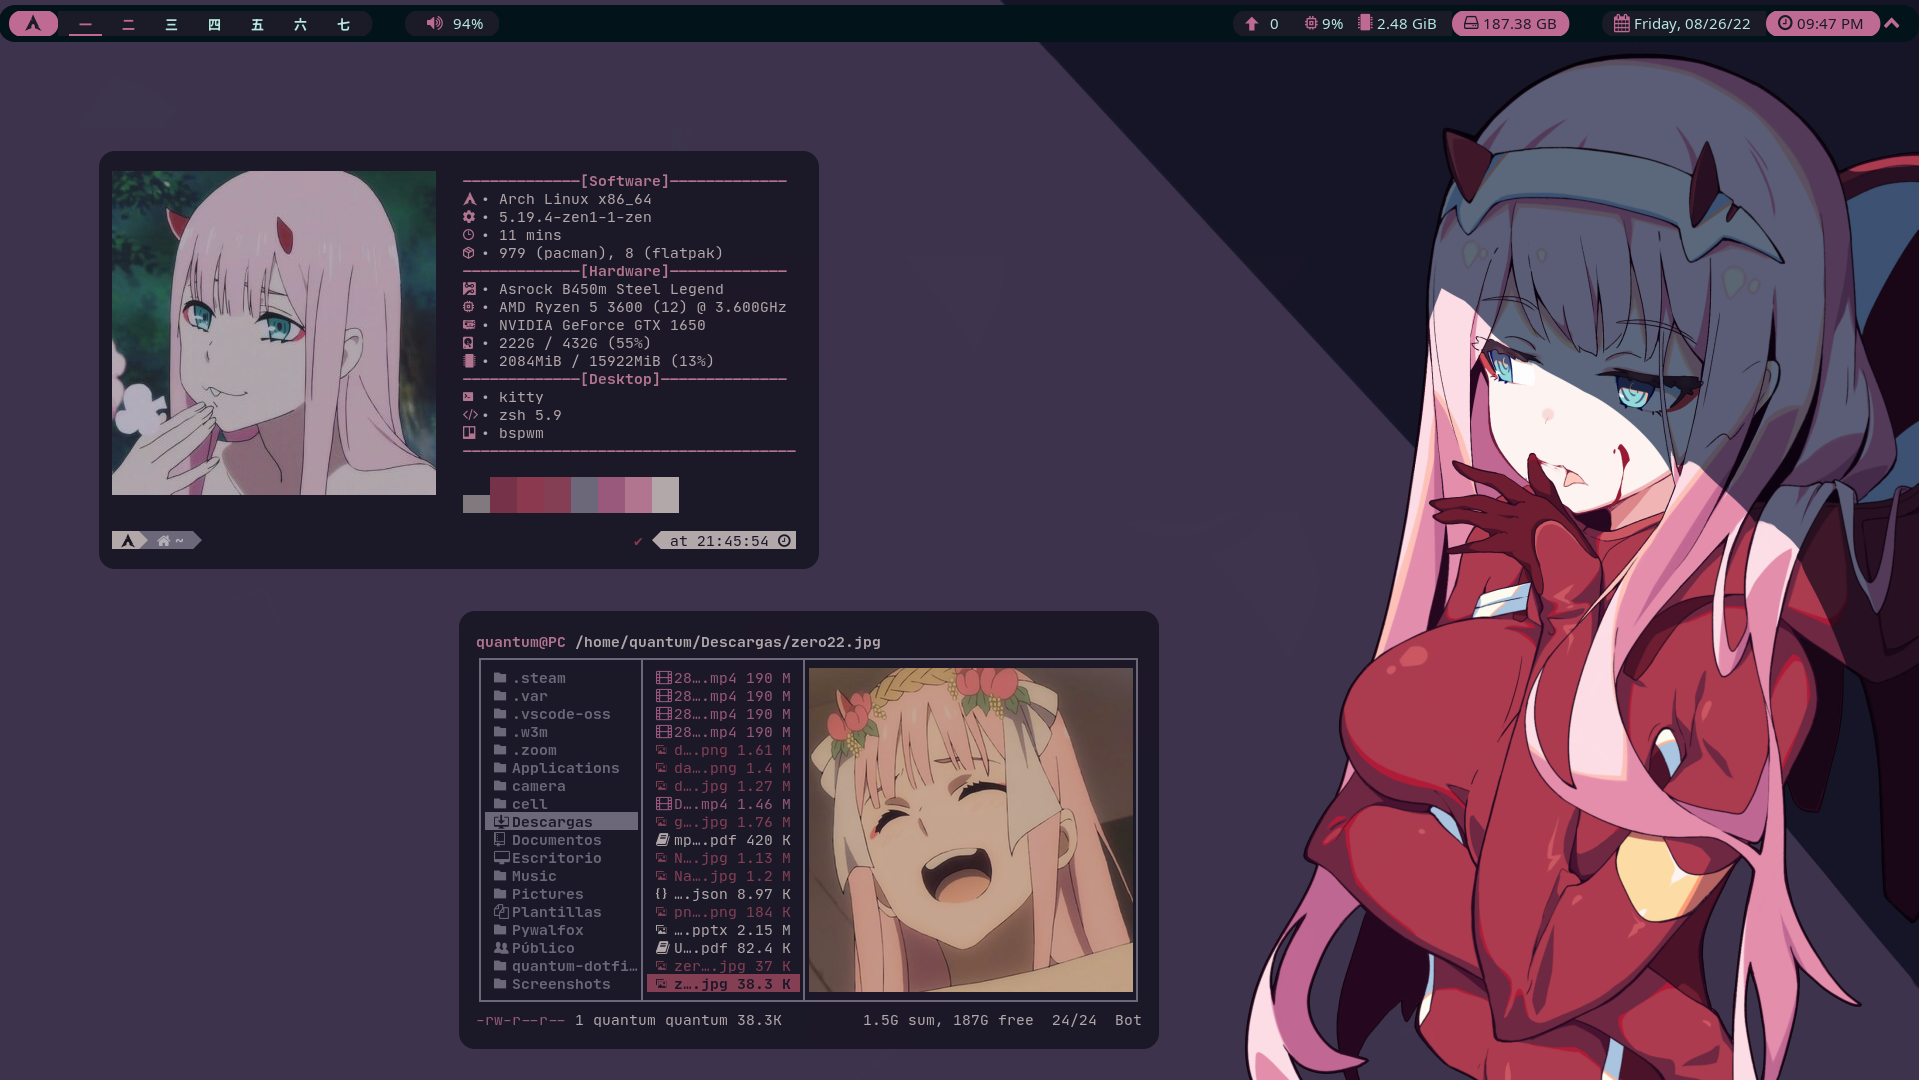 一 二 三 四 五 六 七 94% 0 9% 2.48 GiB 187.38 GB Friday, 08/26/22 09:47 PM
─────────────[Software]─────────────
• Arch Linux x86_64
• 5.19.4-zen1-1-zen
• 11 mins
• 979 (pacman), 8 (flatpak)
─────────────[Hardware]─────────────
• Asrock B450m Steel Legend
• AMD Ryzen 5 3600 (12) @ 3.600GHz
• NVIDIA GeForce GTX 1650
• 222G / 432G (55%)
• 2084MiB / 15922MiB (13%)
─────────────[Desktop]──────────────
• kitty
• zsh 5.9
• bspwm
~ ✔ at 21:45:54
quantum@PC /home/quantum/Descargas/zero22.jpg
.steam 28….mp4 190 M
.var 28….mp4 190 M
.vscode-oss 28….mp4 190 M
.w3m 28….mp4 190 M
.zoom d….png 1.61 M
Applications da….png 1.4 M
camera d….jpg 1.27 M
cell D….mp4 1.46 M
Descargas g….jpg 1.76 M
Documentos mp….pdf 420 K
Escritorio N….jpg 1.13 M
Music Na….jpg 1.2 M
Pictures ….json 8.97 K
Plantillas pn….png 184 K
Pywalfox ….pptx 2.15 M
Público U….pdf 82.4 K
quantum-dotfi… zer….jpg 37 K
Screenshots z….jpg 38.3 K
-rw-r--r-- 1 quantum quantum 38.3K 1.5G sum, 187G free 24/24 Bot